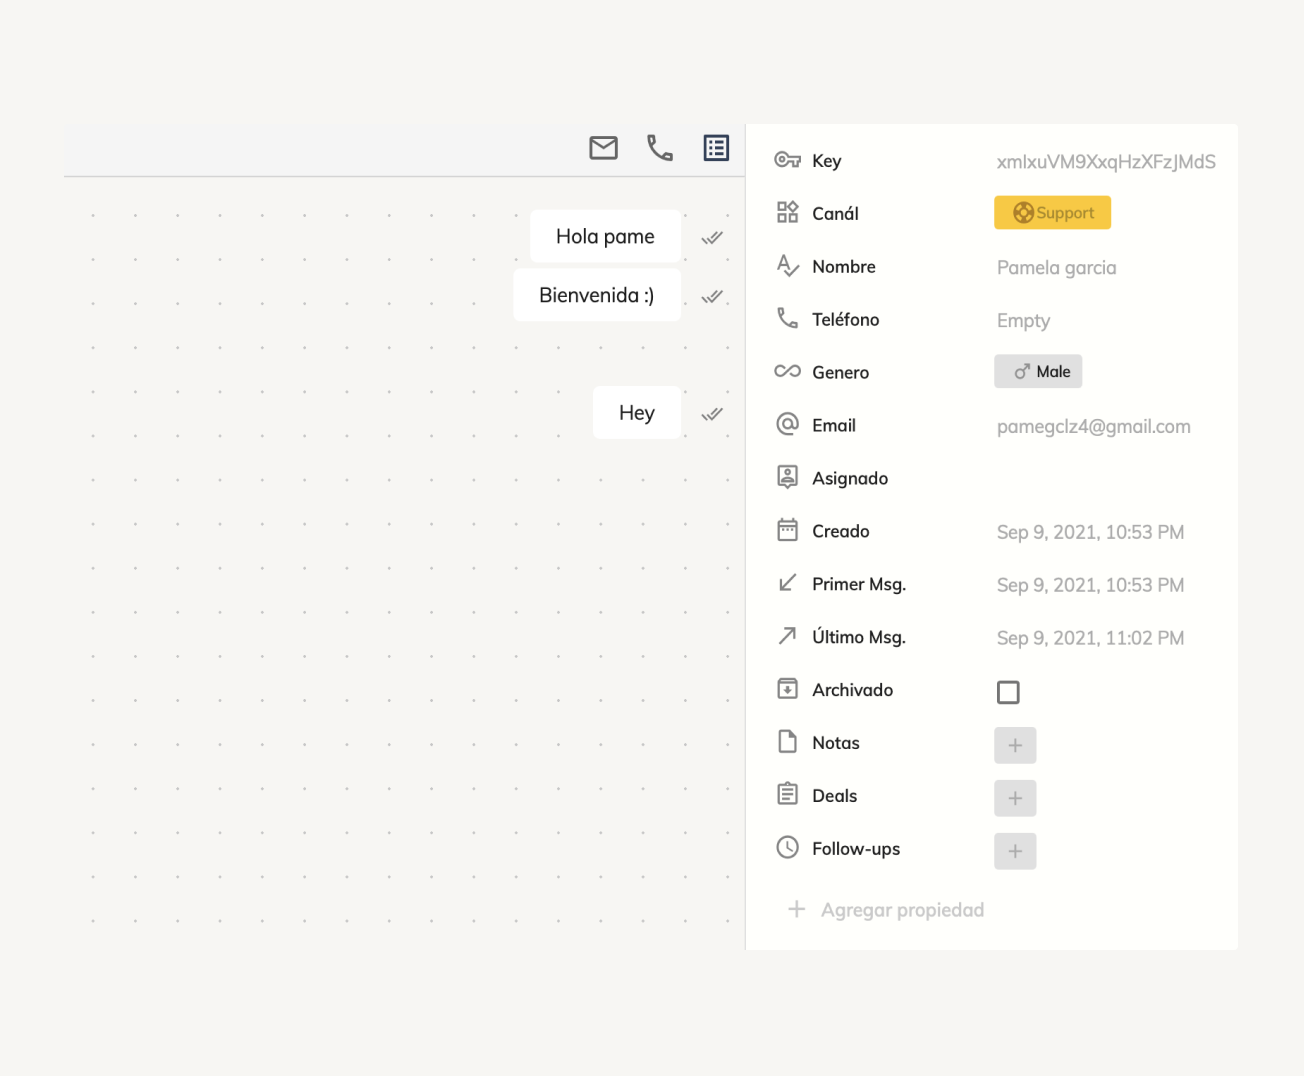 Hola pame
Bienvenida :)
Hey
Key xmlxuVM9XxqHzXFzJMdS
Canál Support
Nombre Pamela garcia
Teléfono Empty
Genero Male
Email pamegclz4@gmail.com
Asignado
Creado Sep 9, 2021, 10:53 PM
Primer Msg. Sep 9, 2021, 10:53 PM
Último Msg. Sep 9, 2021, 11:02 PM
Archivado
Notas +
Deals +
Follow-ups +
+ Agregar propiedad